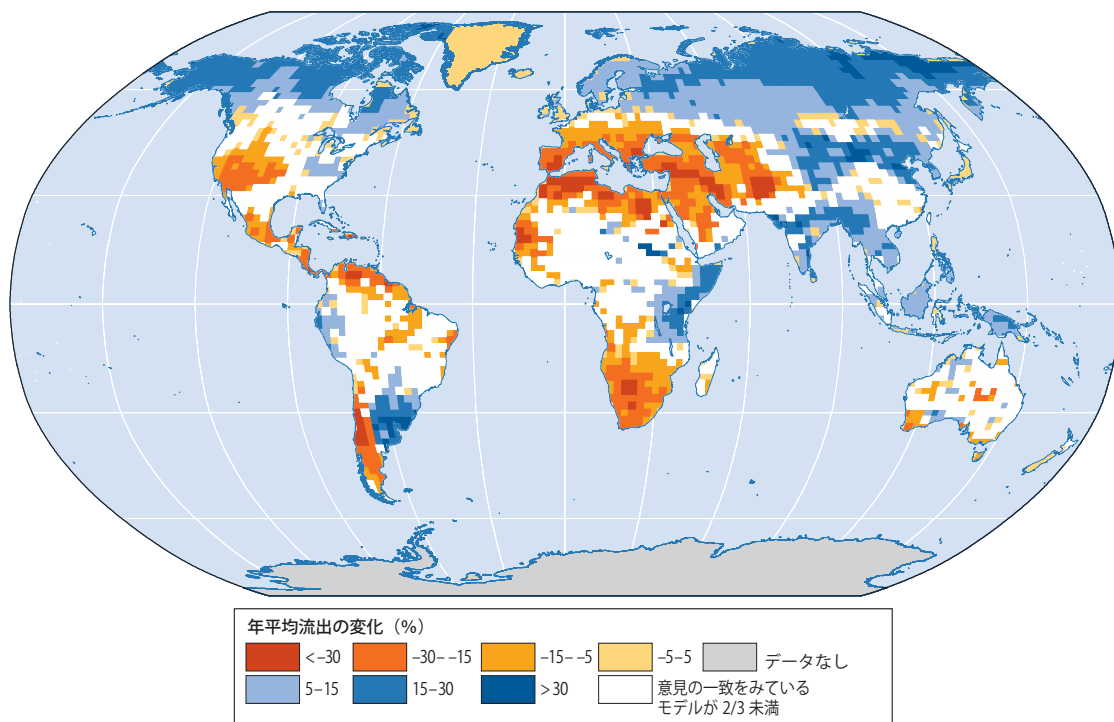 年平均流出の変化（%）
<–30
–30– –15
–15– –5
–5–5
データなし
5–15
15–30
>30
意見の一致をみている
モデルが 2/3 未満